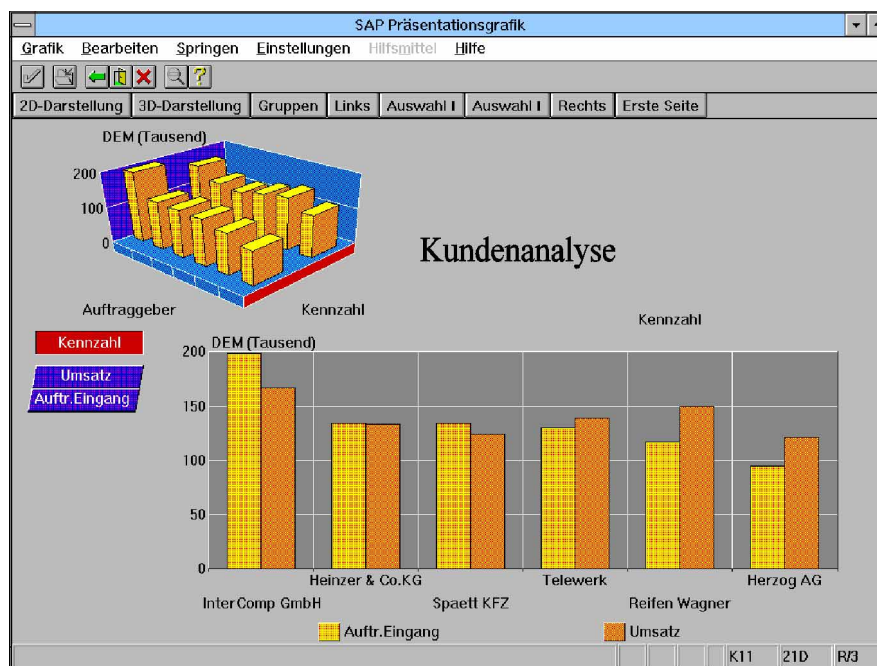 SAP Präsentationsgrafik
Grafik Bearbeiten Springen Einstellungen Hilfsmittel Hilfe
2D-Darstellung 3D-Darstellung Gruppen Links Auswahl I Auswahl I Rechts Erste Seite
DEM (Tausend)
200
100
0
Kundenanalyse
Auftraggeber Kennzahl
Kennzahl
Kennzahl
Umsatz
Auftr.Eingang
DEM (Tausend)
200
150
100
50
0
Heinzer & Co.KG Telewerk Herzog AG
InterComp GmbH Spaett KFZ Reifen Wagner
Auftr.Eingang Umsatz
K11 21D R/3